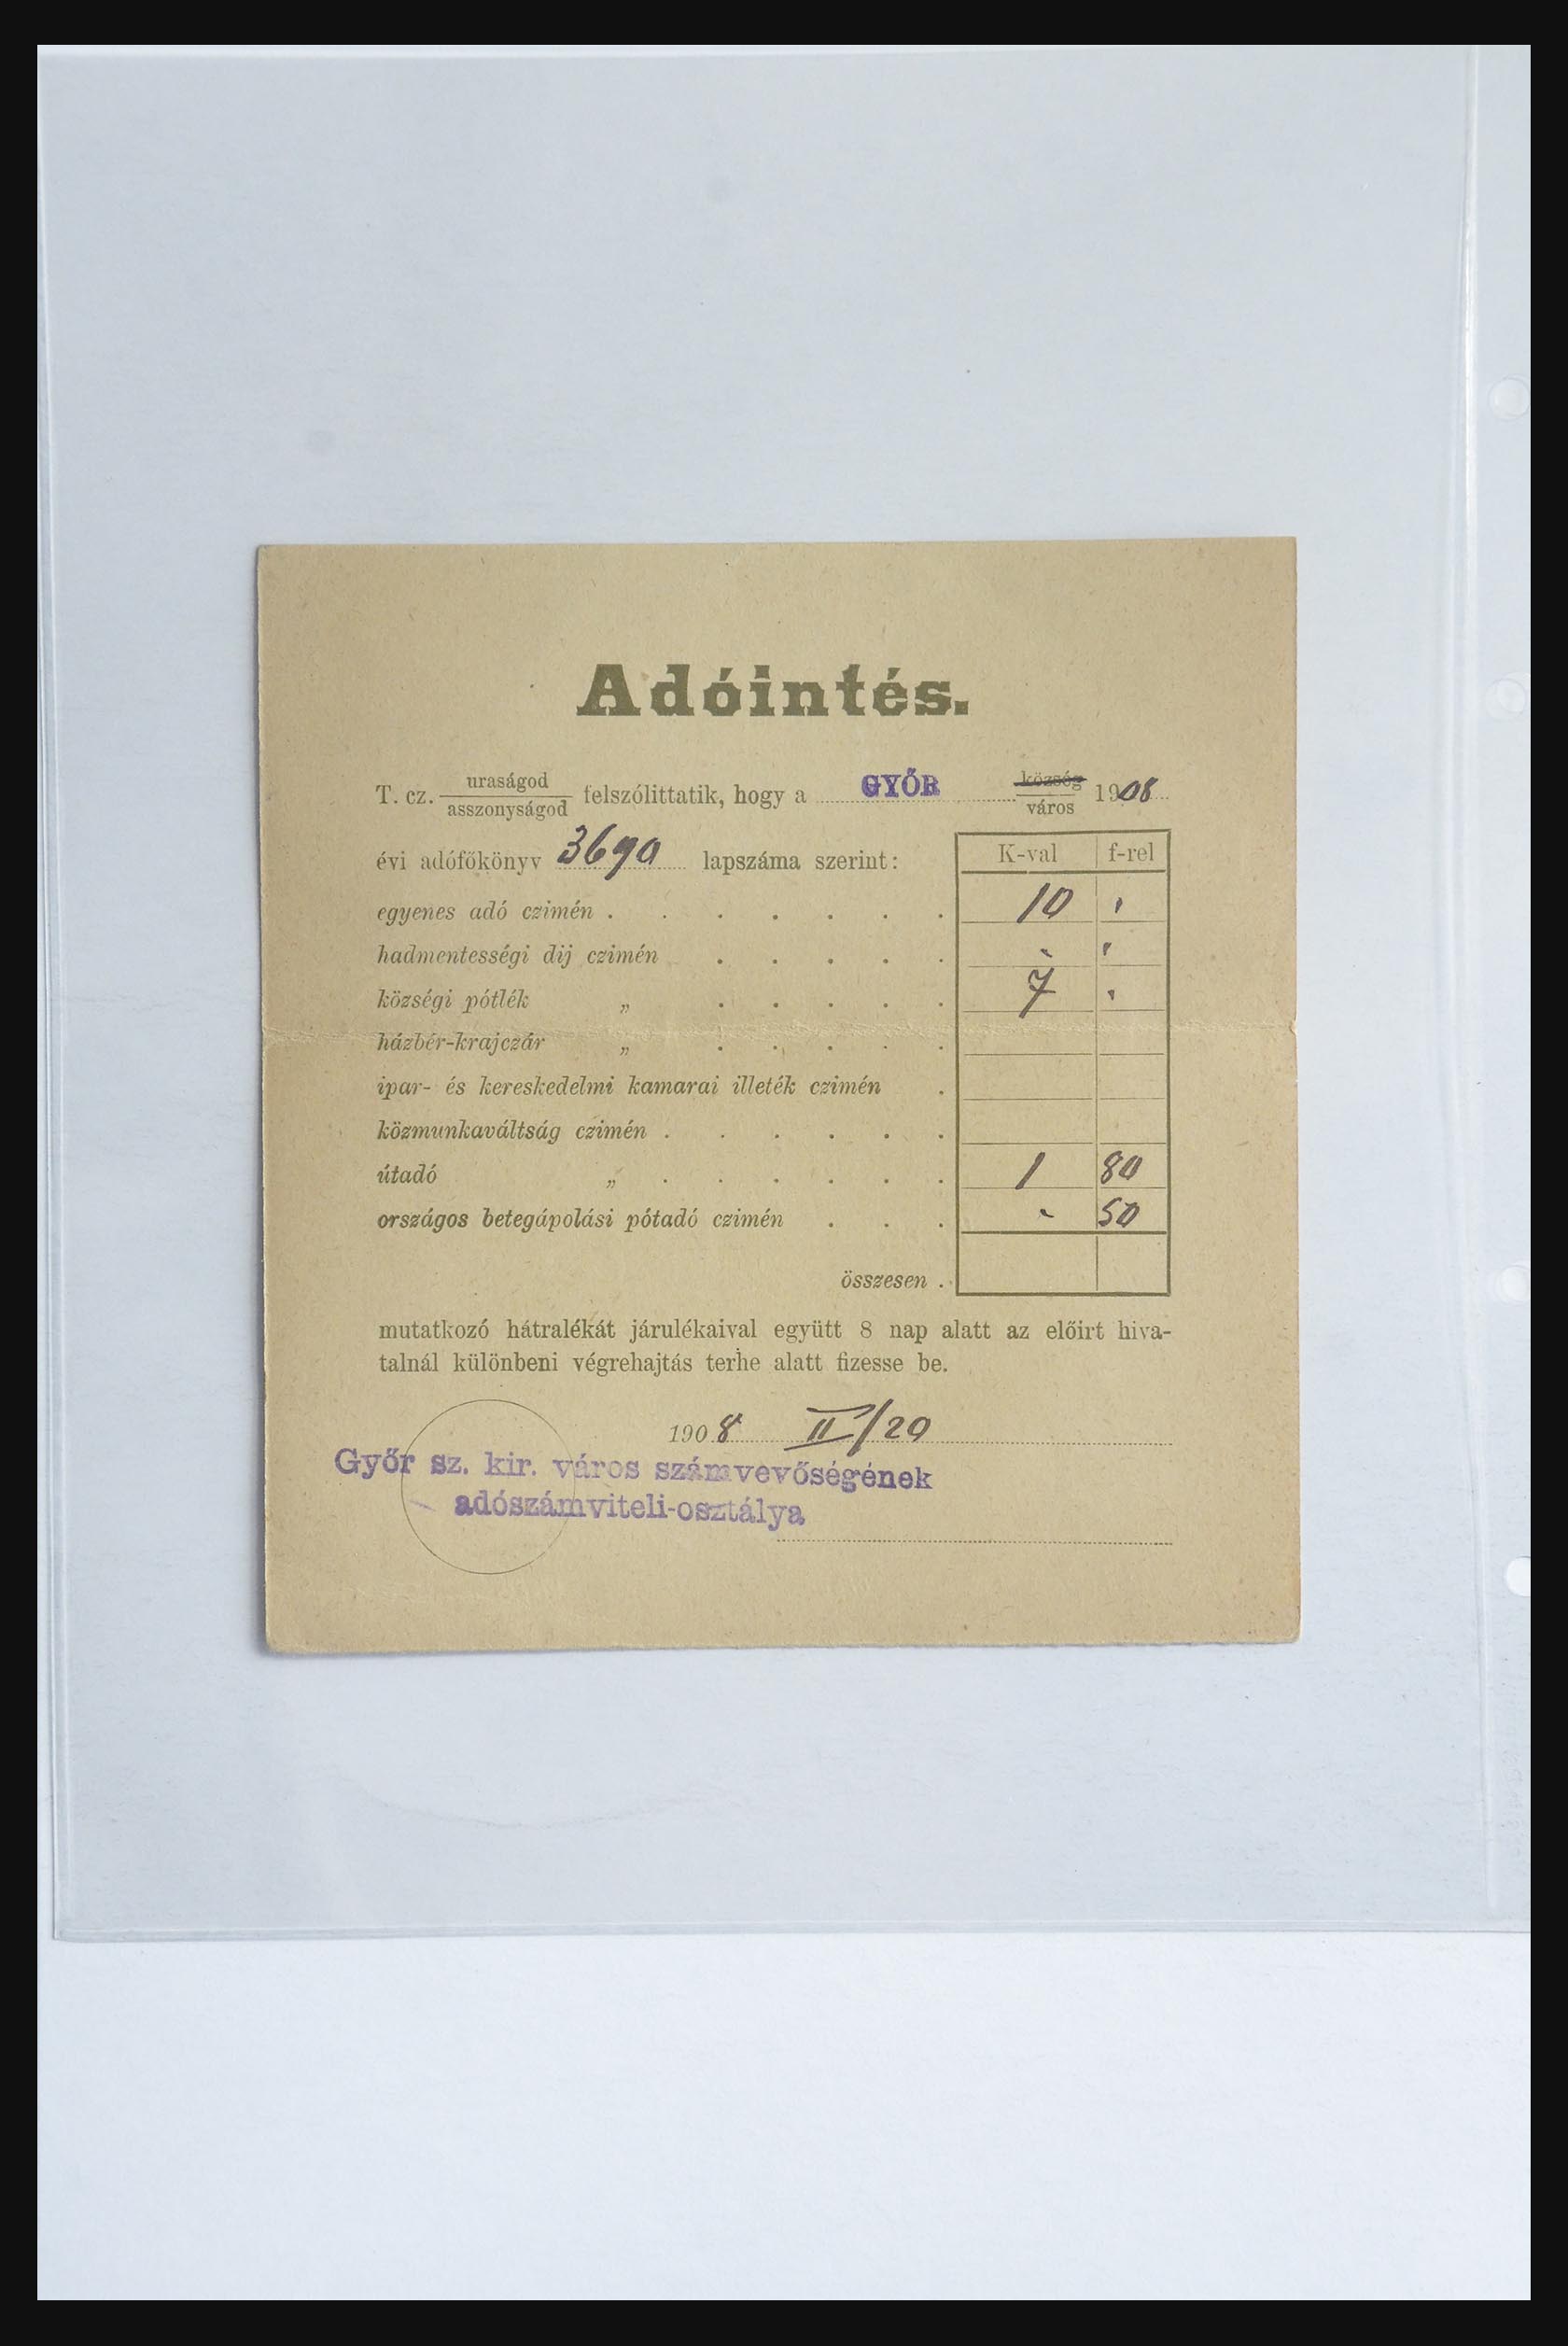 Adóintés.
T. cz. uraságod / asszonyságod felszólittatik, hogy a GYŐR község / város 1908
évi adófőkönyv 3690 lapszáma szerint: K-val f-rel
egyenes adó czimén . . . . . . . 10 "
hadmentességi dij czimén . . . . . - "
községi pótlék „ . . . . . 7 "
házbér-krajczár „ . . . . .
ipar- és kereskedelmi kamarai illeték czimén .
közmunkaváltság czimén . . . . . .
útadó „ . . . . . . 1 80
országos betegápolási pótadó czimén . . . - 50
összesen .
mutatkozó hátralékát járulékaival együtt 8 nap alatt az előirt hiva-
talnál különbeni végrehajtás terhe alatt fizesse be.
1908 II/29
Győr sz. kir. város számvevőségének
adószámviteli-osztálya